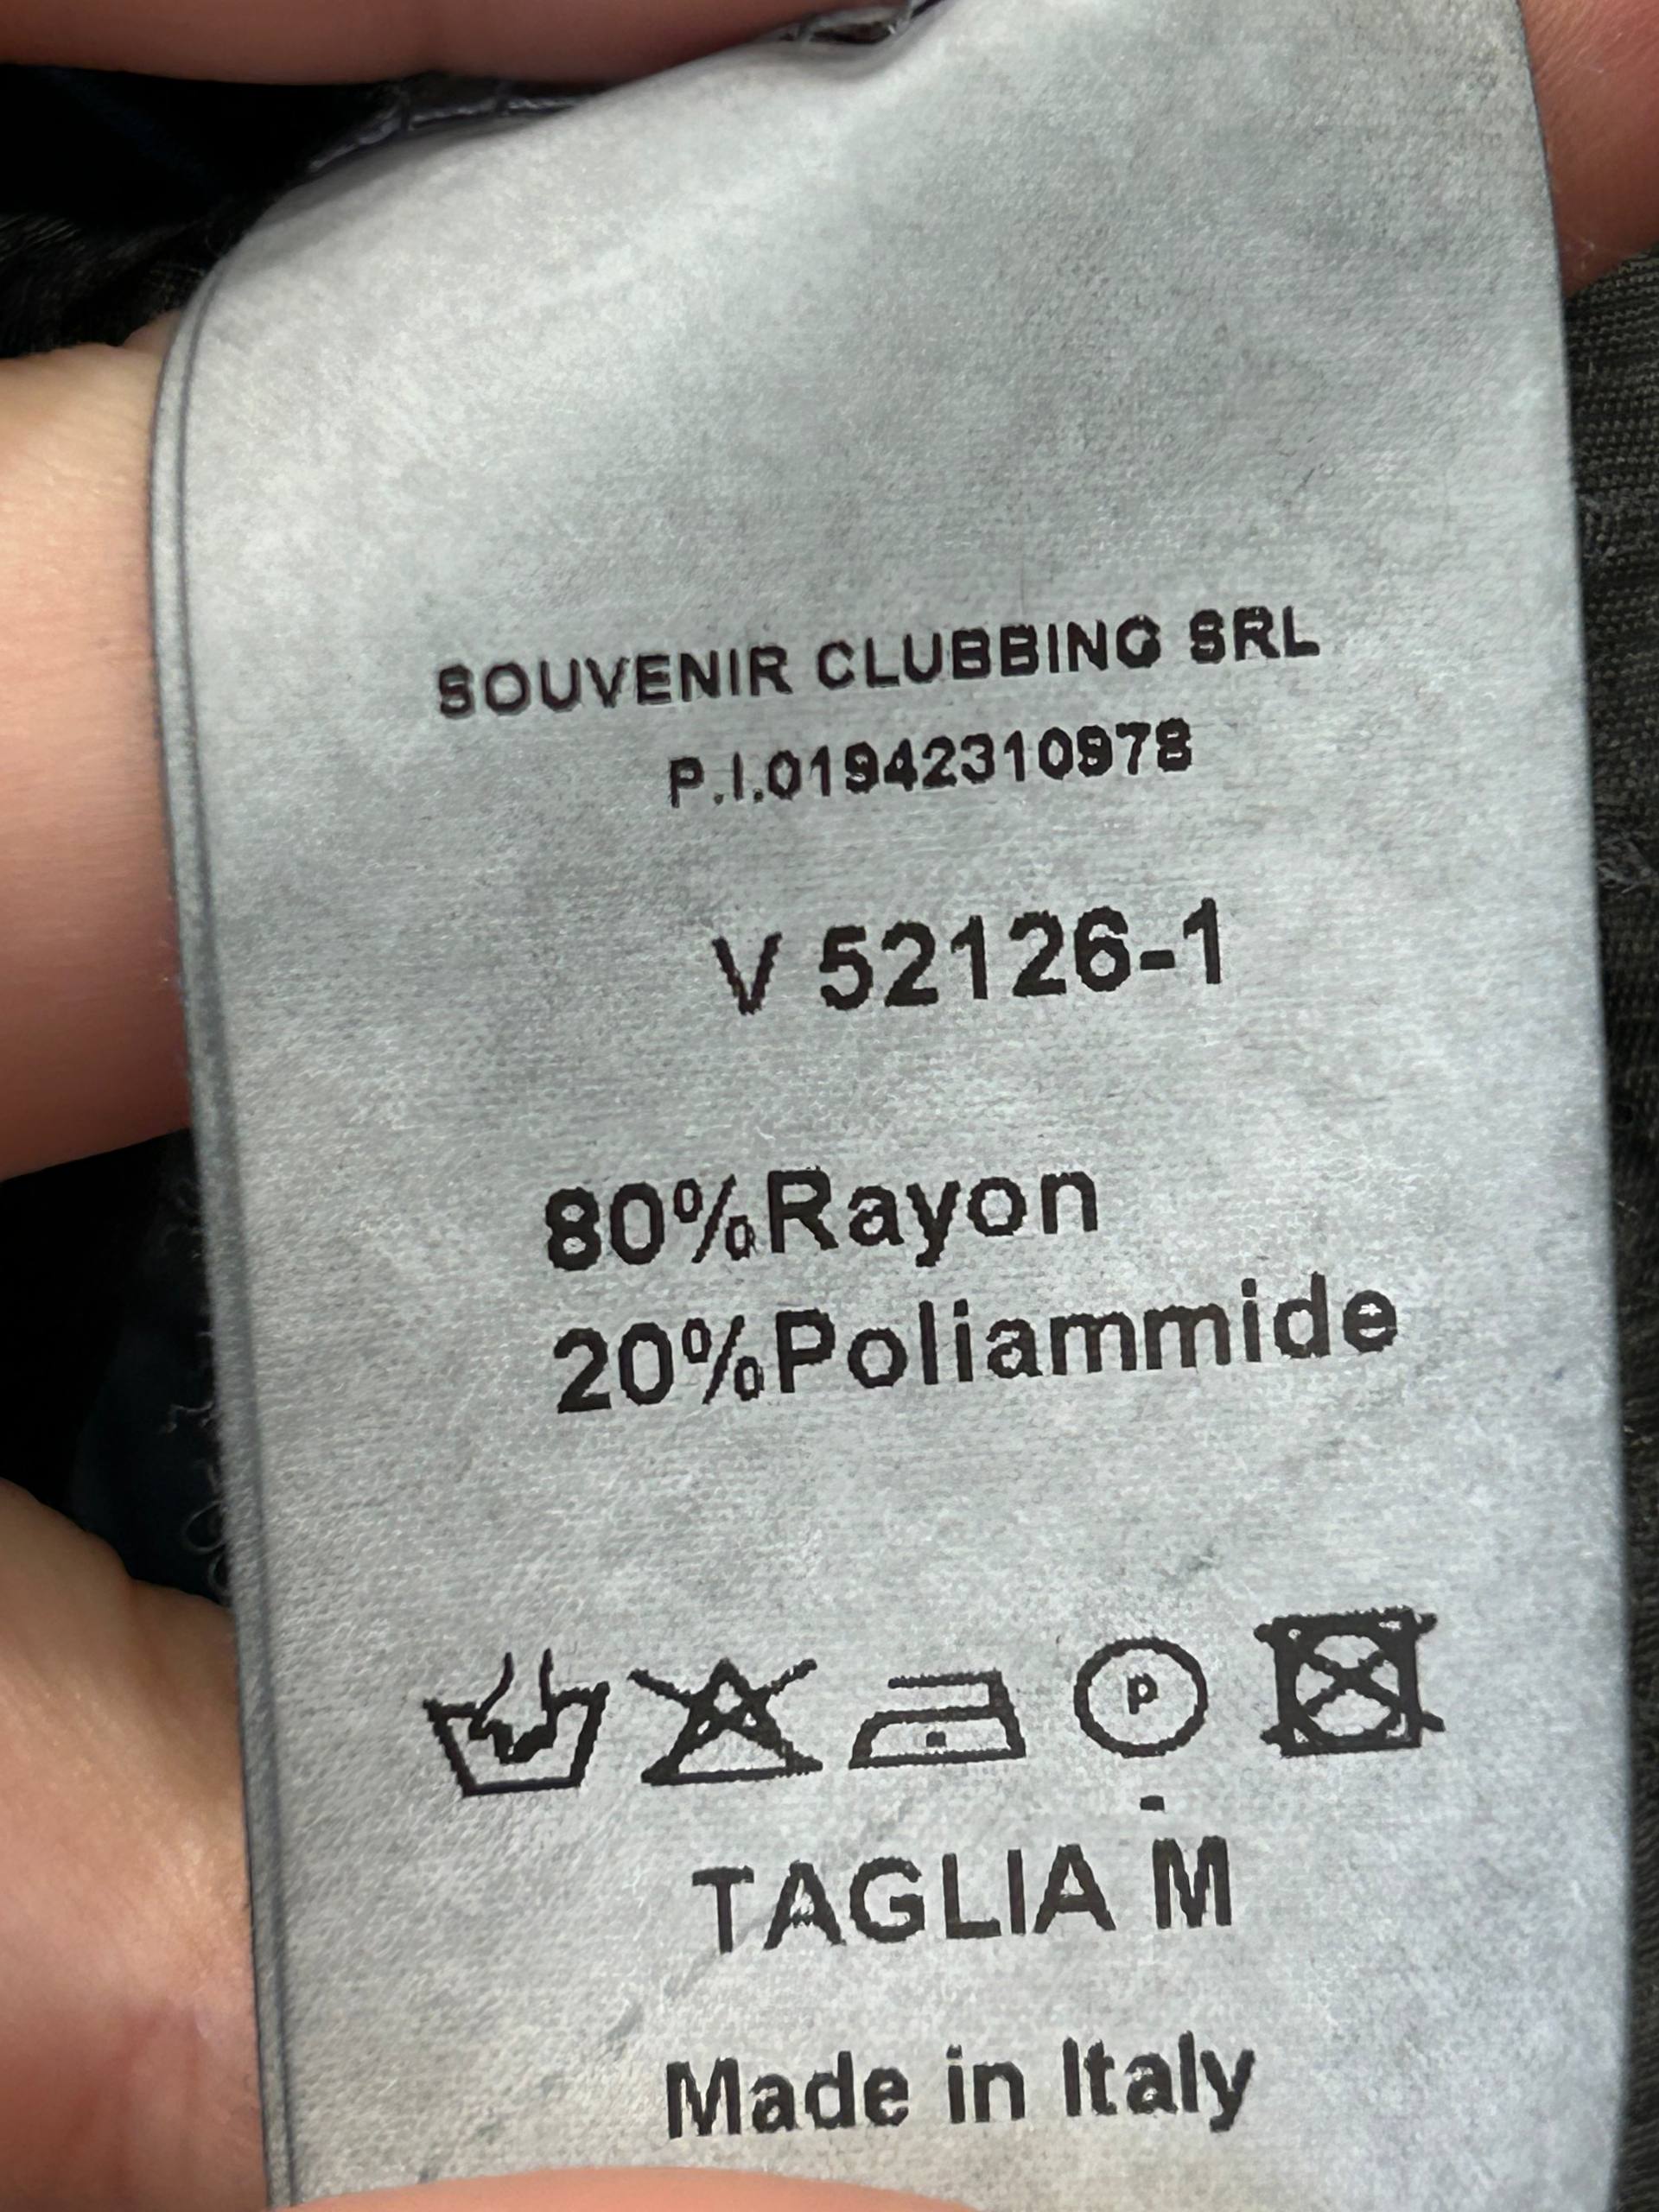 SOUVENIR CLUBBING SRL
P.I.01942310978
V 52126-1
80%Rayon
20%Poliammide
P
TAGLIA M
Made in Italy